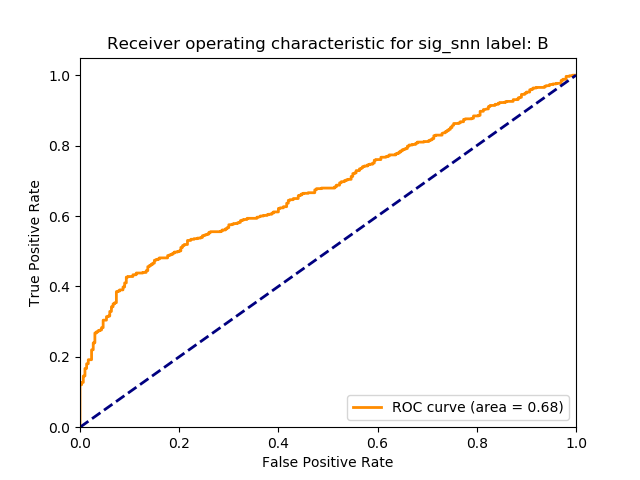 Receiver operating characteristic for sig_snn label: B
True Positive Rate
1.0
0.8
0.6
0.4
0.2
0.0
0.0 0.2 0.4 0.6 0.8 1.0
False Positive Rate
ROC curve (area = 0.68)